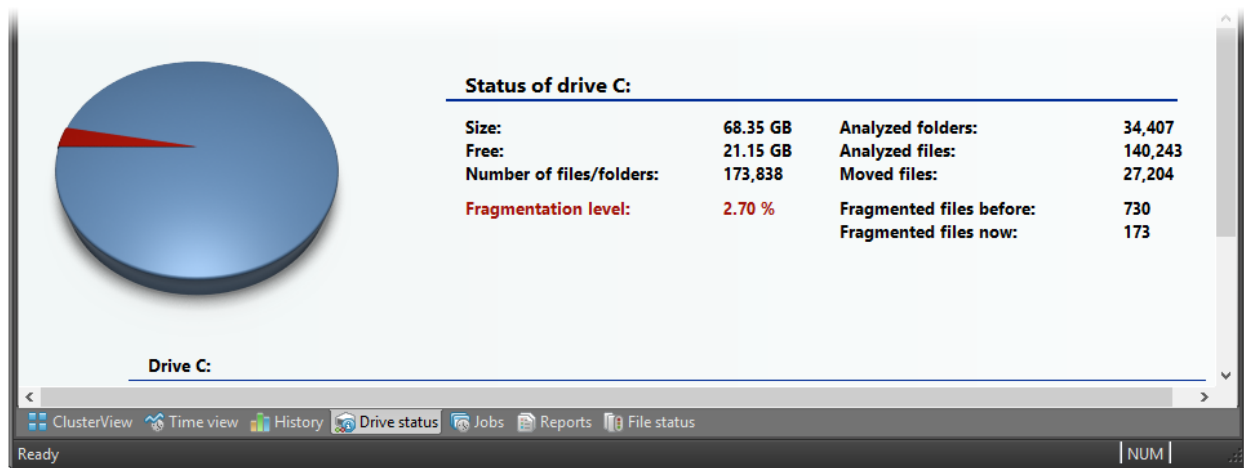 Status of drive C:
Size: 68.35 GB Analyzed folders: 34,407
Free: 21.15 GB Analyzed files: 140,243
Number of files/folders: 173,838 Moved files: 27,204
Fragmentation level: 2.70 % Fragmented files before: 730
Fragmented files now: 173
Drive C:
ClusterView Time view History Drive status Jobs Reports File status
Ready NUM